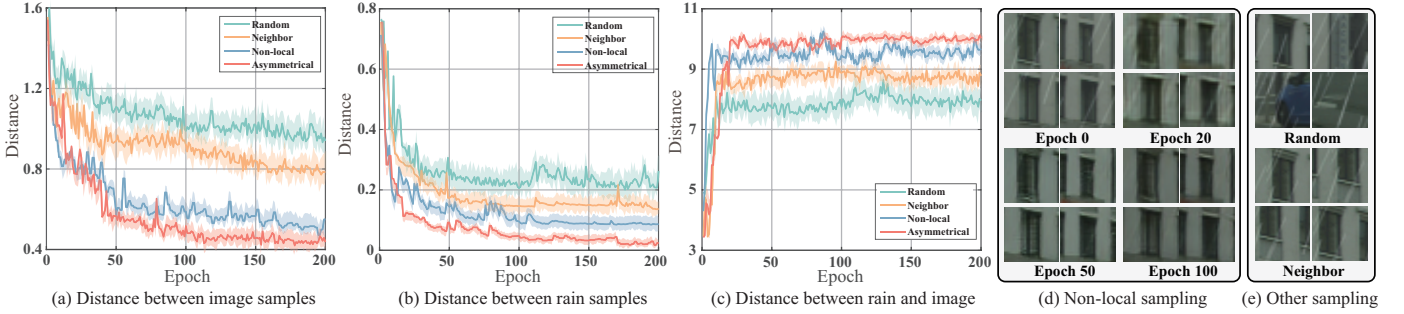 1.6
1.2
0.8
0.4
Distance
0
50
100
150
200
Epoch
Random
Neighbor
Non-local
Asymmetrical
(a) Distance between image samples
0.8
0.6
0.4
0.2
0
Distance
0
50
100
150
200
Epoch
Random
Neighbor
Non-local
Asymmetrical
(b) Distance between rain samples
11
9
7
5
3
Distance
0
50
100
150
200
Epoch
Random
Neighbor
Non-local
Asymmetrical
(c) Distance between rain and image
Epoch 0
Epoch 20
Epoch 50
Epoch 100
(d) Non-local sampling
Random
Neighbor
(e) Other sampling